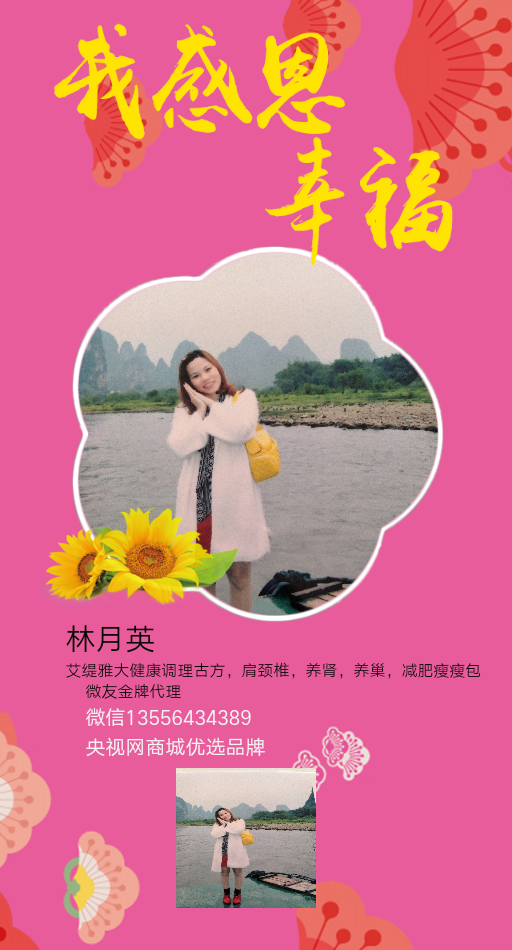 我感恩
幸福
林月英
艾缇雅大健康调理古方，肩颈椎，养肾，养巢，减肥瘦瘦包
微友金牌代理
微信13556434389
央视网商城优选品牌